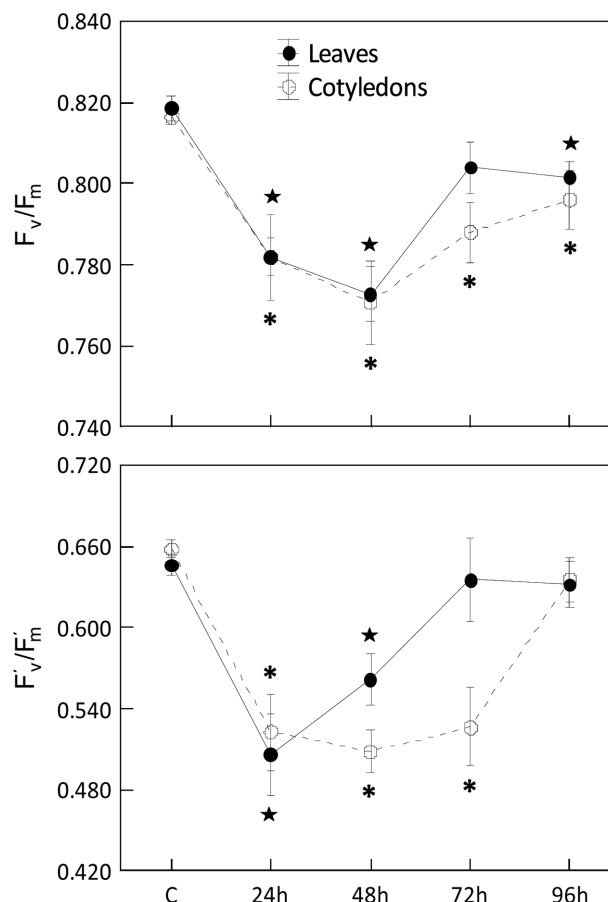 0.840
Leaves
Cotyledons
0.820
0.800
0.780
0.760
0.740
Fv/Fm
★
★
★
*
*
*
*
0.720
0.660
0.600
0.540
0.480
0.420
F′v/F′m
*
★
★
*
*
C
24h
48h
72h
96h